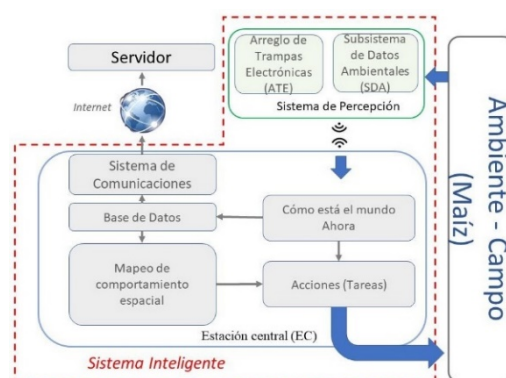 Servidor
Internet
Arreglo de
Trampas
Electrónicas
(ATE)
Subsistema
de Datos
Ambientales
(SDA)
Sistema de Percepción
Ambiente - Campo
(Maíz)
Sistema de
Comunicaciones
Base de Datos
Cómo está el mundo
Ahora
Mapeo de
comportamiento
espacial
Acciones (Tareas)
Estación central (EC)
Sistema Inteligente